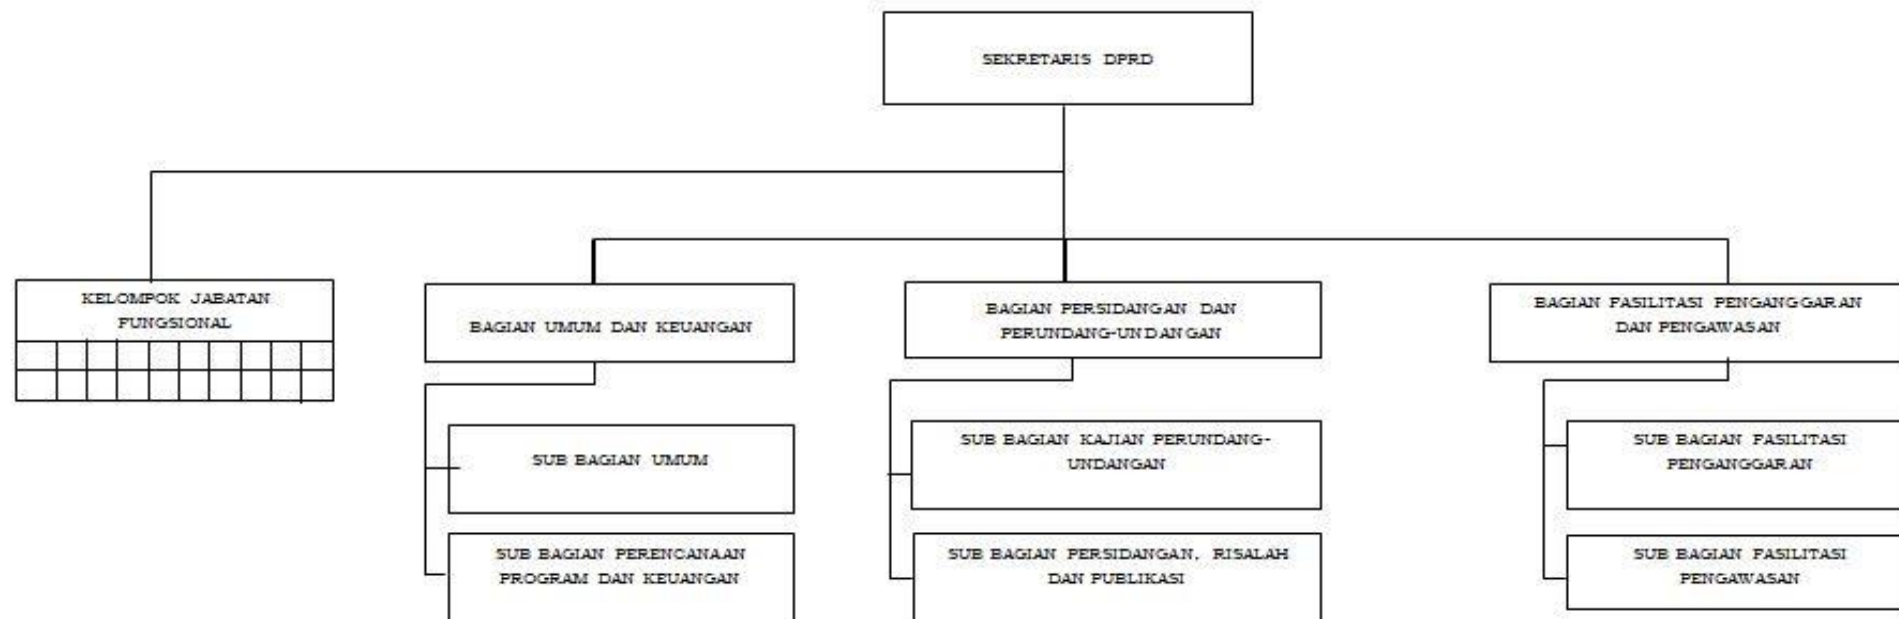 SEKRETARIS DPRD
KELOMPOK JABATAN
FUNGSIONAL
BAGIAN UMUM DAN KEUANGAN
BAGIAN PERSIDANGAN DAN
PERUNDANG-UNDANGAN
BAGIAN FASILITASI PENGANGGARAN
DAN PENGAWASAN
SUB BAGIAN UMUM
SUB BAGIAN KAJIAN PERUNDANG-
UNDANGAN
SUB BAGIAN FASILITASI
PENGANGGARAN
SUB BAGIAN PERENCANAAN
PROGRAM DAN KEUANGAN
SUB BAGIAN PERSIDANGAN, RISALAH
DAN PUBLIKASI
SUB BAGIAN FASILITASI
PENGAWASAN